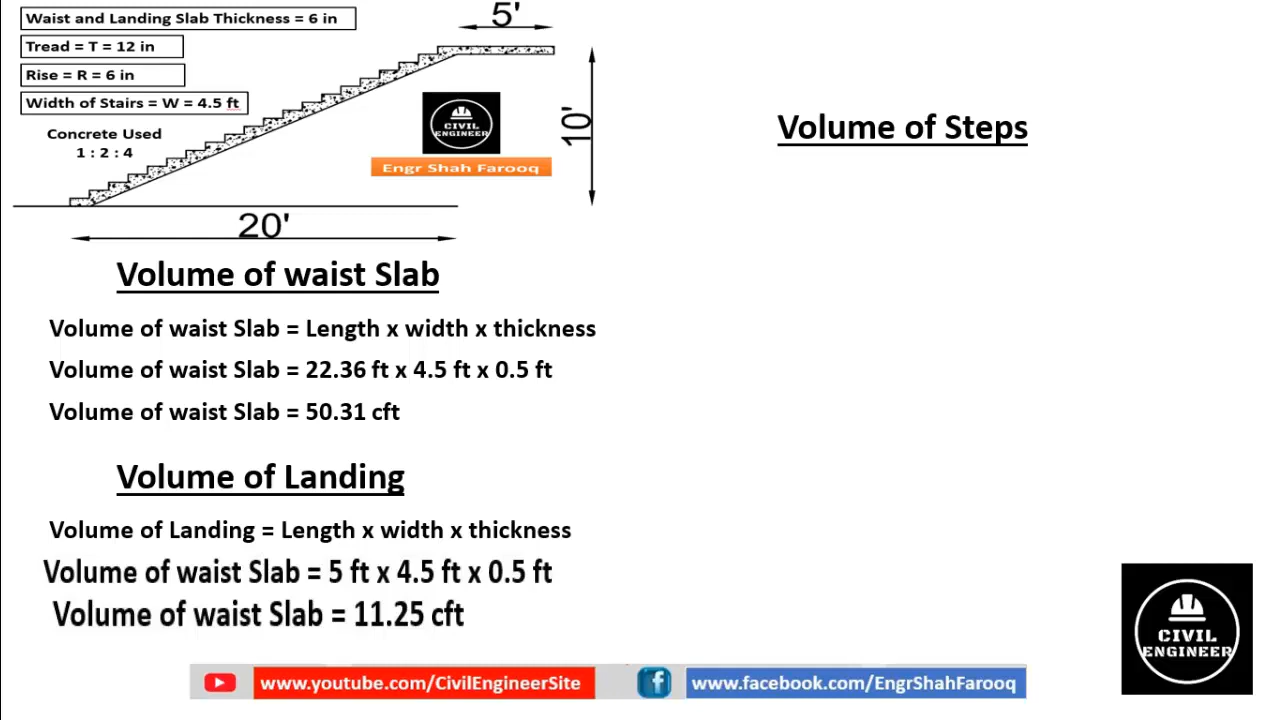 Waist and Landing Slab Thickness = 6 in
Tread = T = 12 in
Rise = R = 6 in
Width of Stairs = W = 4.5 ft
Concrete Used
1 : 2 : 4
5'
10'
20'
CIVIL
ENGINEER
Engr Shah Farooq
Volume of waist Slab
Volume of waist Slab = Length x width x thickness
Volume of waist Slab = 22.36 ft x 4.5 ft x 0.5 ft
Volume of waist Slab = 50.31 cft
Volume of Landing
Volume of Landing = Length x width x thickness
Volume of waist Slab = 5 ft x 4.5 ft x 0.5 ft
Volume of waist Slab = 11.25 cft
Volume of Steps
CIVIL
ENGINEER
www.youtube.com/CivilEngineerSite
www.facebook.com/EngrShahFarooq